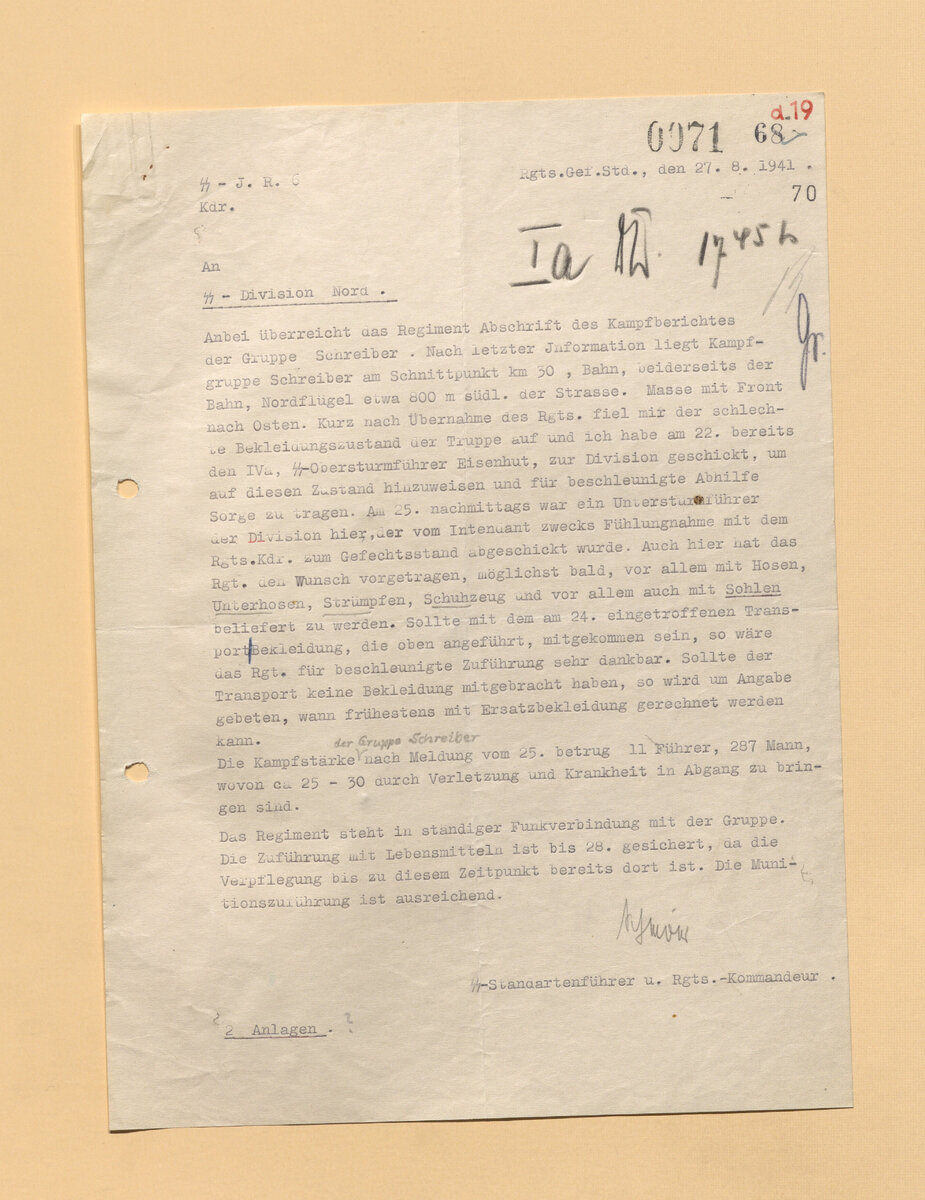 d.19
0071 68
Rgts.Gef.Std., den 27. 8. 1941 .
70
ᛋᛋ - J. R. 6
Kdr.
Ia 17 45 h
An
ᛋᛋ - Division Nord .
Gr.
Anbei überreicht das Regiment Abschrift des Kampfberichtes
der Gruppe Schreiber . Nach letzter Jnformation liegt Kampf-
gruppe Schreiber am Schnittpunkt km 30 , Bahn, beiderseits der
Bahn, Nordflügel etwa 800 m südl. der Strasse. Masse mit Front
nach Osten. Kurz nach Übernahme des Rgts. fiel mir der schlech-
te Bekleidungszustand der Truppe auf und ich habe am 22. bereits
den IVa, ᛋᛋ-Obersturmführer Eisenhut, zur Division geschickt, um
auf diesen Zustand hinzuweisen und für beschleunigte Abhilfe
Sorge zu tragen. Am 25. nachmittags war ein Untersturmführer
der Division hier,der vom Intendant zwecks Fühlungnahme mit dem
Rgts.Kdr. zum Gefechtsstand abgeschickt wurde. Auch hier hat das
Rgt. den Wunsch vorgetragen, möglichst bald, vor allem mit Hosen,
Unterhosen, Strümpfen, Schuhzeug und vor allem auch mit Sohlen
beliefert zu werden. Sollte mit dem am 24. eingetroffenen Trans-
port|Bekleidung, die oben angeführt, mitgekommen sein, so wäre
das Rgt. für beschleunigte Zuführung sehr dankbar. Sollte der
Transport keine Bekleidung mitgebracht haben, so wird um Angabe
gebeten, wann frühestens mit Ersatzbekleidung gerechnet werden
kann.
der Gruppe Schreiber
Die Kampfstärke nach Meldung vom 25. betrug 11 Führer, 287 Mann,
wovon ca 25 - 30 durch Verletzung und Krankheit in Abgang zu brin-
gen sind.
Das Regiment steht in ständiger Funkverbindung mit der Gruppe.
Die Zuführung mit Lebensmitteln ist bis 28. gesichert, da die
Verpflegung bis zu diesem Zeitpunkt bereits dort ist. Die Muni-
tionszuführung ist ausreichend.
ᛋᛋ-Standartenführer u. Rgts.-Kommandeur .
? 2 Anlagen . ?